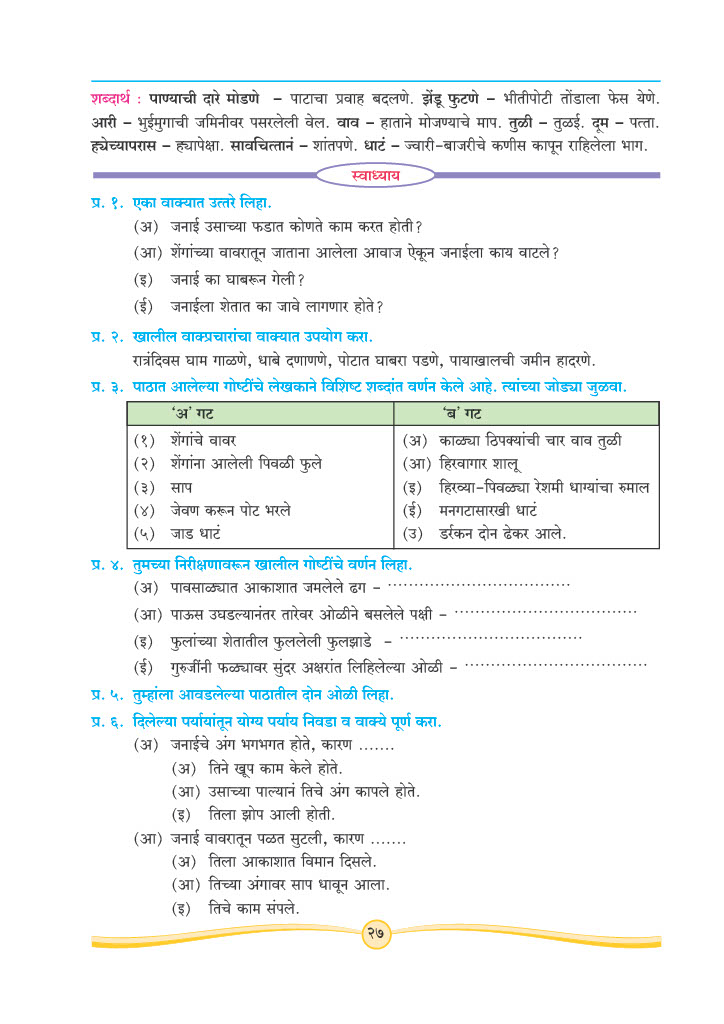 शब्दार्थ : पाण्याची दारे मोडणे – पाटाचा प्रवाह बदलणे. झेंडू फुटणे – भीतीपोटी तोंडाला फेस येणे.
आरी – भुईमुगाची जमिनीवर पसरलेली वेल. वाव – हाताने मोजण्याचे माप. तुळी – तुळई. दूम – पत्ता.
ह्येच्यापरास – ह्यापेक्षा. सावचित्तानं – शांतपणे. धाटं – ज्वारी-बाजरीचे कणीस कापून राहिलेला भाग.
स्वाध्याय
प्र. १. एका वाक्यात उत्तरे लिहा.
(अ) जनाई उसाच्या फडात कोणते काम करत होती?
(आ) शेंगांच्या वावरातून जाताना आलेला आवाज ऐकून जनाईला काय वाटले?
(इ) जनाई का घाबरून गेली?
(ई) जनाईला शेतात का जावे लागणार होते?
प्र. २. खालील वाक्प्रचारांचा वाक्यात उपयोग करा.
रात्रंदिवस घाम गाळणे, धाबे दणाणणे, पोटात घाबरा पडणे, पायाखालची जमीन हादरणे.
प्र. ३. पाठात आलेल्या गोष्टींचे लेखकाने विशिष्ट शब्दांत वर्णन केले आहे. त्यांच्या जोड्या जुळवा.
‘अ’ गट ‘ब’ गट
(१) शेंगांचे वावर (अ) काळ्या ठिपक्यांची चार वाव तुळी
(२) शेंगांना आलेली पिवळी फुले (आ) हिरवागार शालू
(३) साप (इ) हिरव्या-पिवळ्या रेशमी धाग्यांचा रुमाल
(४) जेवण करून पोट भरले (ई) मनगटासारखी धाटं
(५) जाड धाटं (उ) डर्रकन दोन ढेकर आले.
प्र. ४. तुमच्या निरीक्षणावरून खालील गोष्टींचे वर्णन लिहा.
(अ) पावसाळ्यात आकाशात जमलेले ढग – ...................................
(आ) पाऊस उघडल्यानंतर तारेवर ओळीने बसलेले पक्षी – ...................................
(इ) फुलांच्या शेतातील फुललेली फुलझाडे – ...................................
(ई) गुरुजींनी फळ्यावर सुंदर अक्षरांत लिहिलेल्या ओळी – ...................................
प्र. ५. तुम्हांला आवडलेल्या पाठातील दोन ओळी लिहा.
प्र. ६. दिलेल्या पर्यायांतून योग्य पर्याय निवडा व वाक्ये पूर्ण करा.
(अ) जनाईचे अंग भगभगत होते, कारण .......
(अ) तिने खूप काम केले होते.
(आ) उसाच्या पाल्यानं तिचे अंग कापले होते.
(इ) तिला झोप आली होती.
(आ) जनाई वावरातून पळत सुटली, कारण .......
(अ) तिला आकाशात विमान दिसले.
(आ) तिच्या अंगावर साप धावून आला.
(इ) तिचे काम संपले.
२७